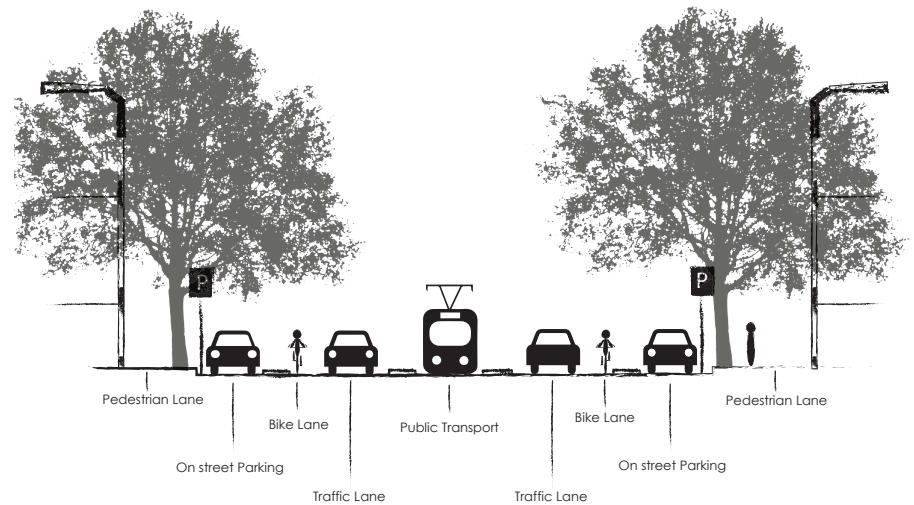 P
P
Pedestrian Lane
Pedestrian Lane
Bike Lane
Bike Lane
Public Transport
On street Parking
On street Parking
Traffic Lane
Traffic Lane